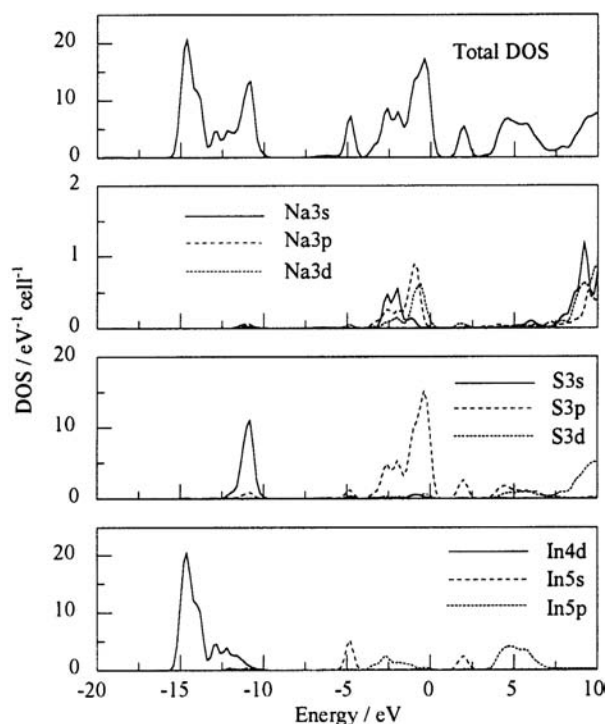 20
Total DOS
10
0
2
Na3s
Na3p
1
Na3d
0
DOS / eV⁻¹ cell⁻¹
20
S3s
S3p
10
S3d
0
20
In4d
In5s
10
In5p
0
-20 -15 -10 -5 0 5 10
Energy / eV